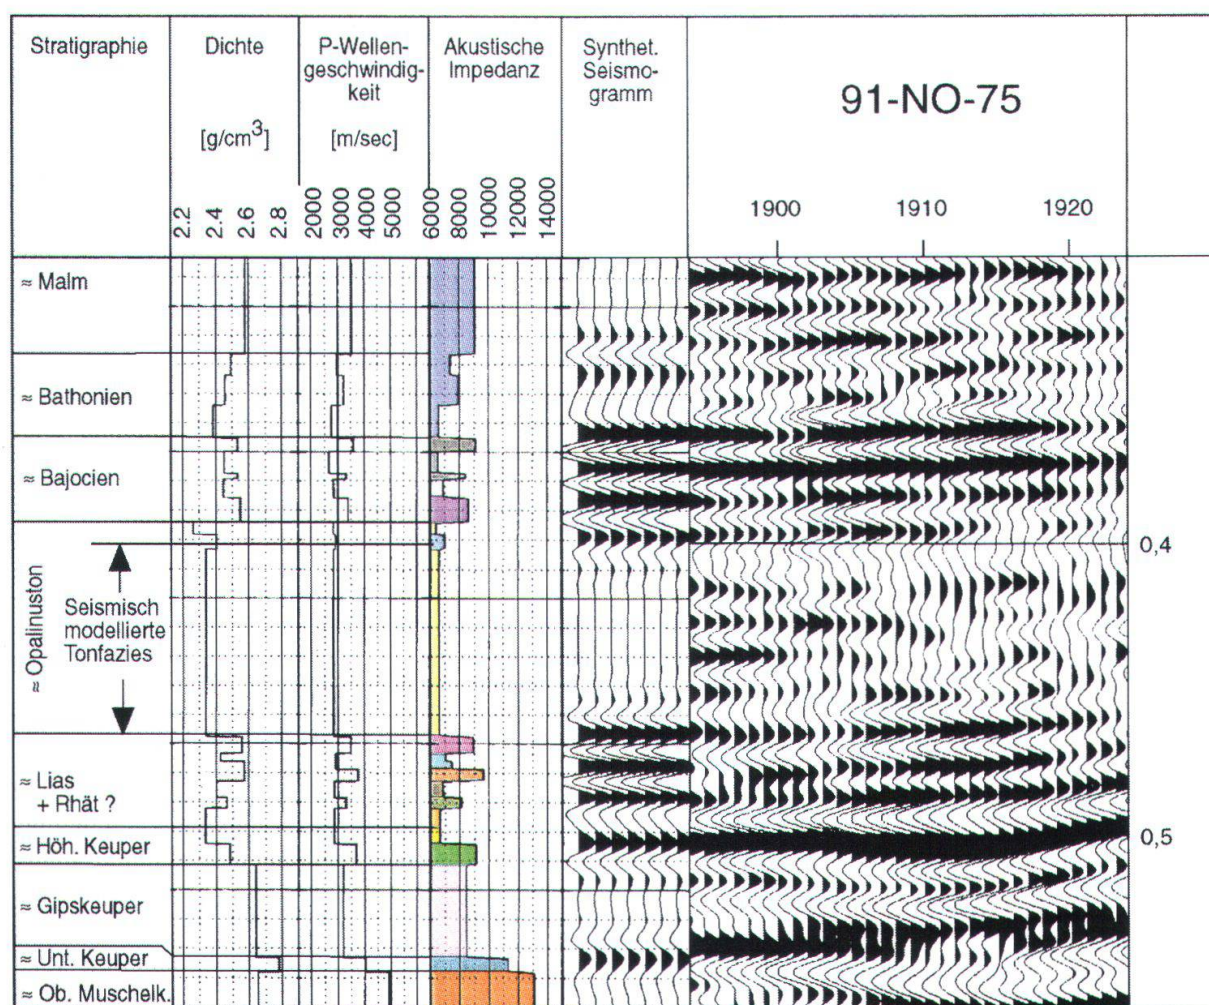 Stratigraphie
Dichte
[g/cm³]
P-Wellen-
geschwindig-
keit
[m/sec]
Akustische
Impedanz
Synthet.
Seismo-
gramm
91-NO-75
2.2
2.4
2.6
2.8
2000
3000
4000
5000
6000
8000
10000
12000
14000
1900
1910
1920
≈ Malm
≈ Bathonien
≈ Bajocien
≈ Opalinuston
Seismisch
modellierte
Tonfazies
≈ Lias
+ Rhät ?
≈ Höh. Keuper
≈ Gipskeuper
≈ Unt. Keuper
≈ Ob. Muschelk.
0,4
0,5